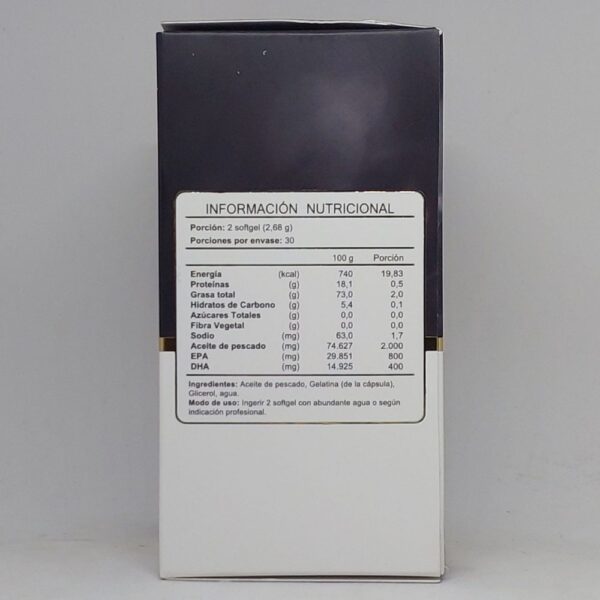 INFORMACIÓN NUTRICIONAL
Porción: 2 softgel (2,68 g)
Porciones por envase: 30
100 g Porción
Energía (kcal) 740 19,83
Proteínas (g) 18,1 0,5
Grasa total (g) 73,0 2,0
Hidratos de Carbono (g) 5,4 0,1
Azúcares Totales (g) 0,0 0,0
Fibra Vegetal (g) 0,0 0,0
Sodio (mg) 63,0 1,7
Aceite de pescado (mg) 74.627 2.000
EPA (mg) 29.851 800
DHA (mg) 14.925 400
Ingredientes: Aceite de pescado, Gelatina (de la cápsula),
Glicerol, agua.
Modo de uso: Ingerir 2 softgel con abundante agua o según
indicación profesional.